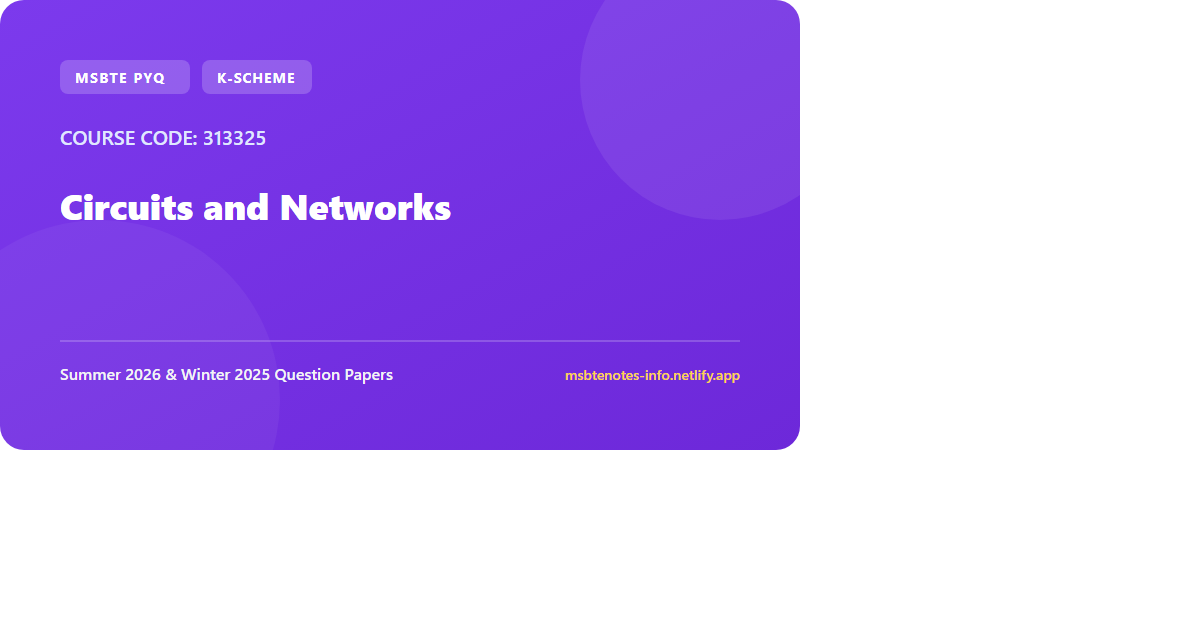 MSBTE PYQ
K-SCHEME
COURSE CODE: 313325
Circuits and Networks
Summer 2026 & Winter 2025 Question Papers
msbtenotes-info.netlify.app